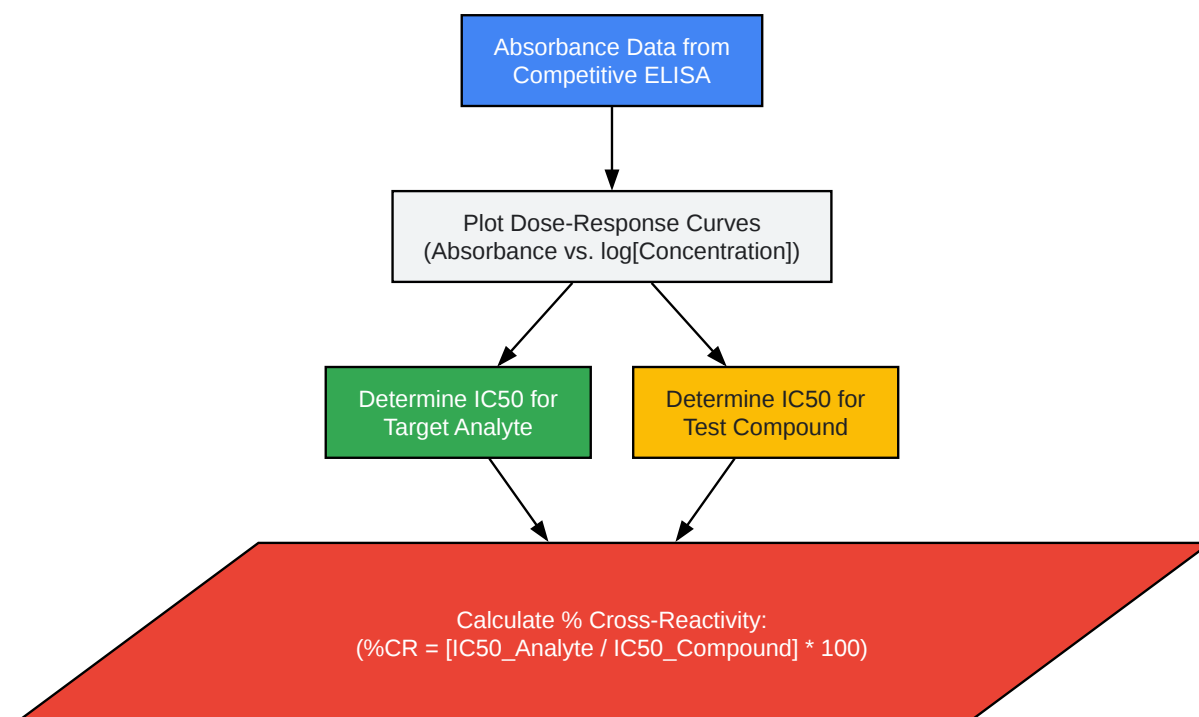 Absorbance Data from
Competitive ELISA
Plot Dose-Response Curves
(Absorbance vs. log[Concentration])
Determine IC50 for
Target Analyte
Determine IC50 for
Test Compound
Calculate % Cross-Reactivity:
(%CR = [IC50_Analyte / IC50_Compound] * 100)